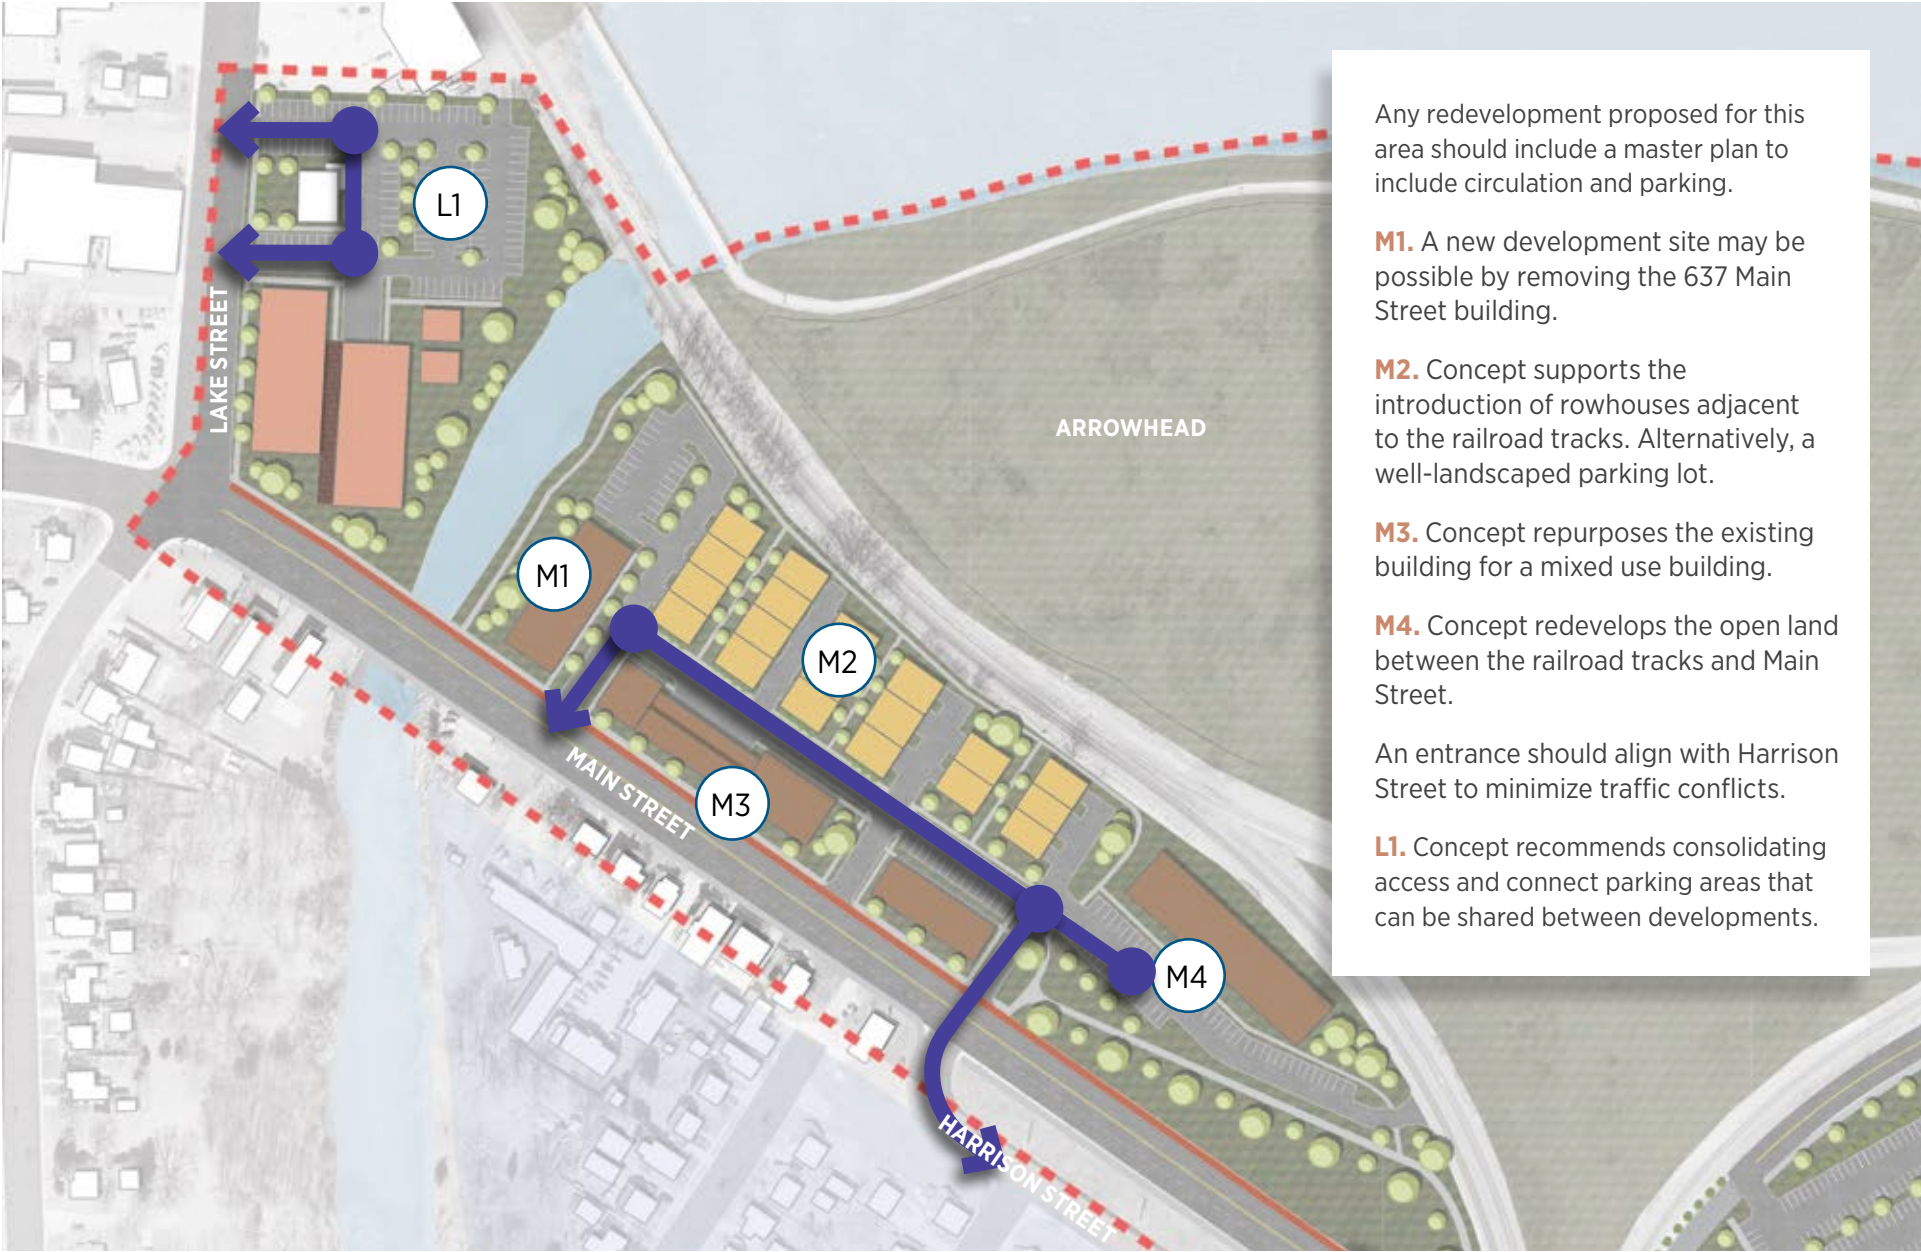 L1
LAKE STREET
ARROWHEAD
M1
M2
MAIN STREET
M3
M4
HARRISON STREET
Any redevelopment proposed for this
area should include a master plan to
include circulation and parking.
M1. A new development site may be
possible by removing the 637 Main
Street building.
M2. Concept supports the
introduction of rowhouses adjacent
to the railroad tracks. Alternatively, a
well-landscaped parking lot.
M3. Concept repurposes the existing
building for a mixed use building.
M4. Concept redevelops the open land
between the railroad tracks and Main
Street.
An entrance should align with Harrison
Street to minimize traffic conflicts.
L1. Concept recommends consolidating
access and connect parking areas that
can be shared between developments.